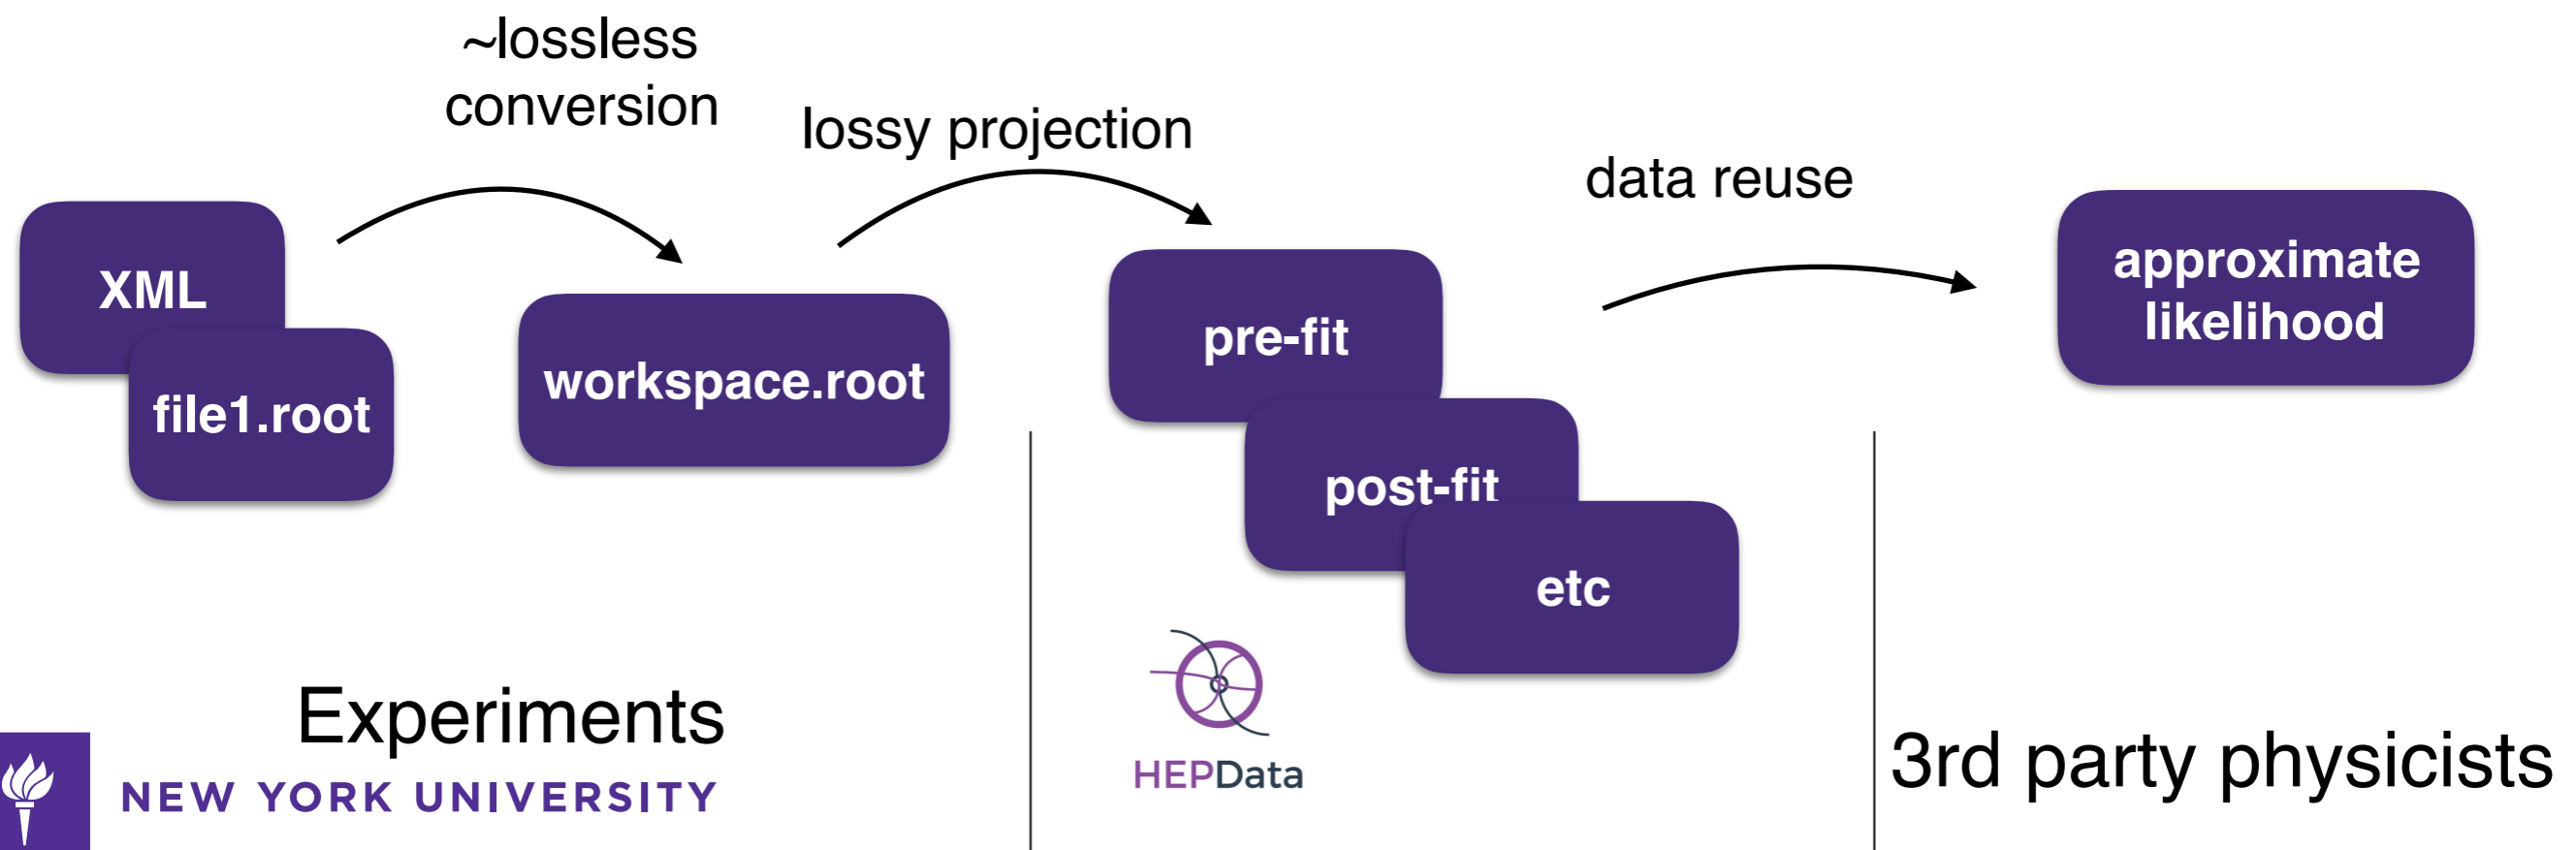 ~lossless
conversion
lossy projection
data reuse
XML
file1.root
workspace.root
pre-fit
post-fit
etc
approximate
likelihood
Experiments
NEW YORK UNIVERSITY
HEPData
3rd party physicists